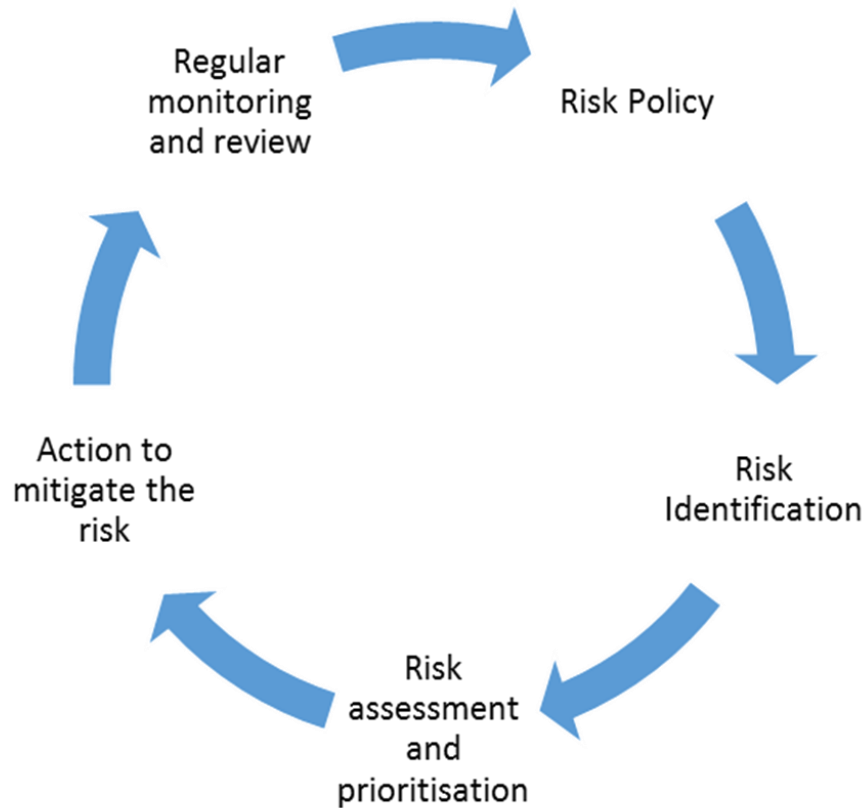 Regular
monitoring
and review
Risk Policy
Risk
Identification
Risk
assessment
and
prioritisation
Action to
mitigate the
risk